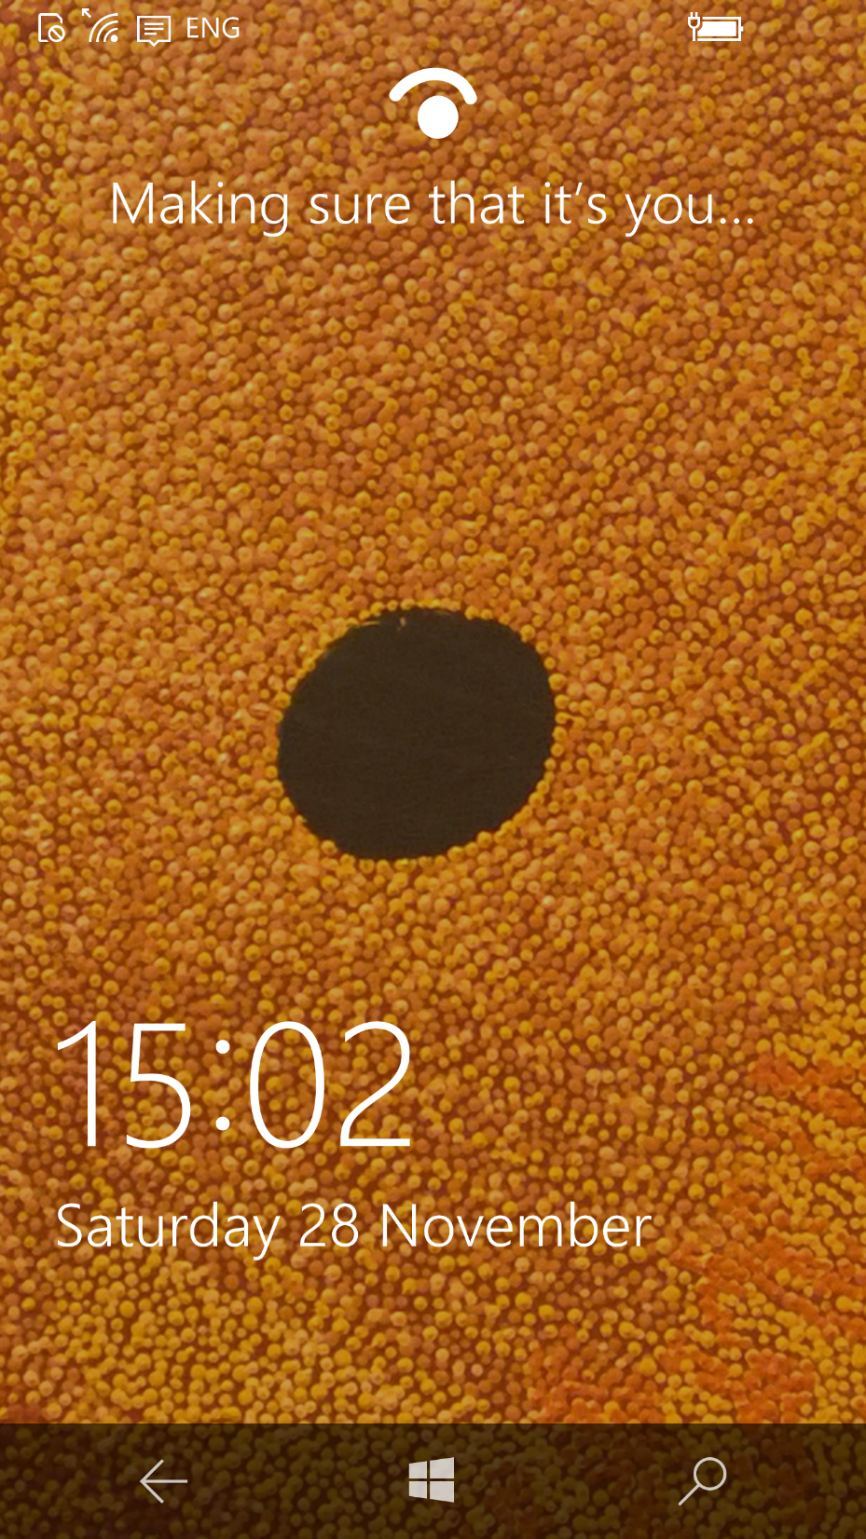 ENG
Making sure that it's you...
15:02
Saturday 28 November